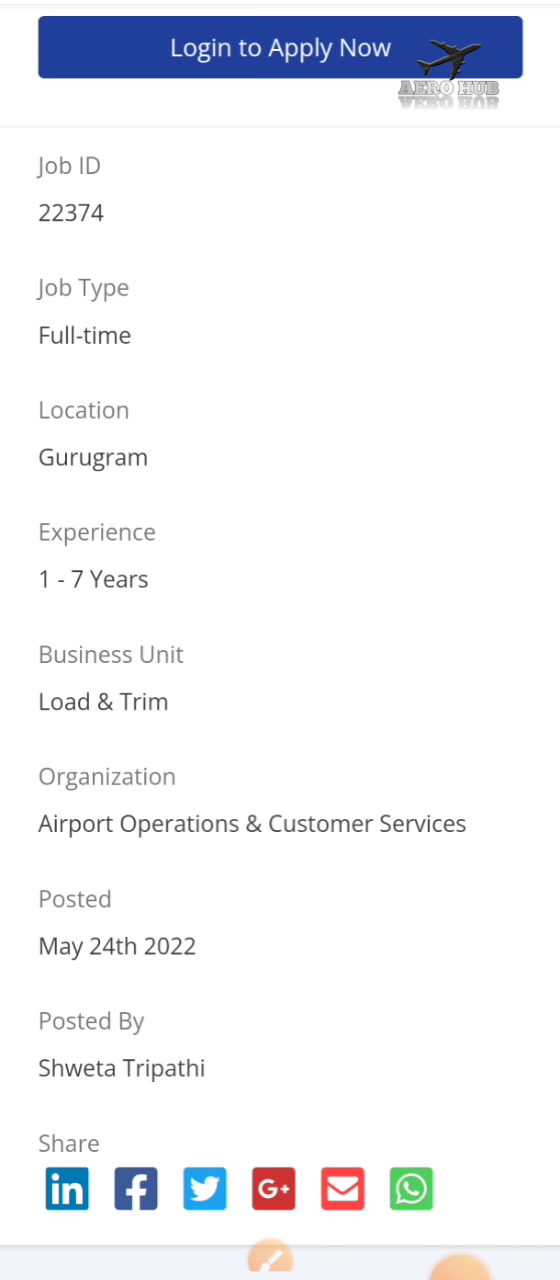 Login to Apply Now
AERO HUB
Job ID
22374
Job Type
Full-time
Location
Gurugram
Experience
1 - 7 Years
Business Unit
Load & Trim
Organization
Airport Operations & Customer Services
Posted
May 24th 2022
Posted By
Shweta Tripathi
Share
in f G+